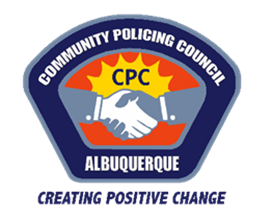 COMMUNITY POLICING COUNCIL
CPC
ALBUQUERQUE
CREATING POSITIVE CHANGE